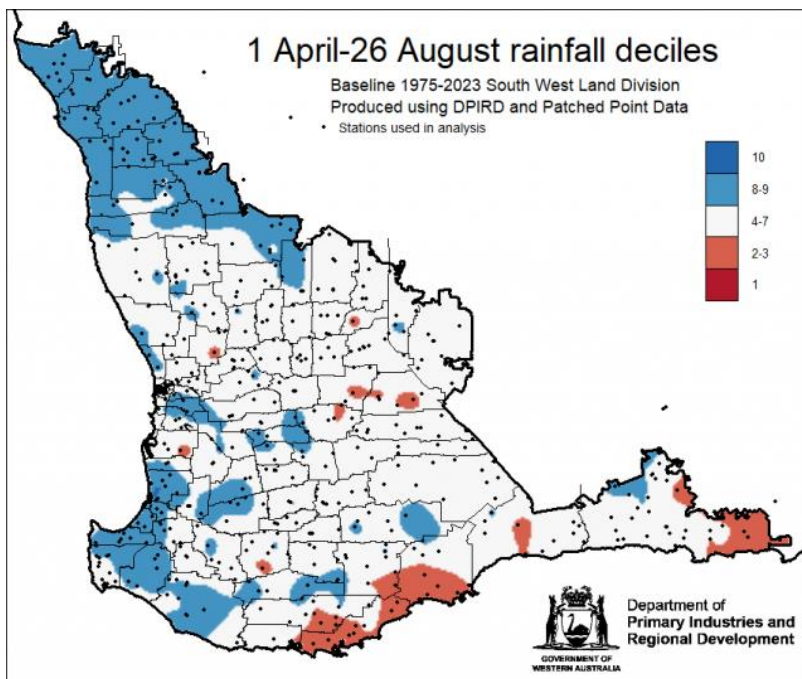 1 April-26 August rainfall deciles
Baseline 1975-2023 South West Land Division
Produced using DPIRD and Patched Point Data
Stations used in analysis
10
8-9
4-7
2-3
1
GOVERNMENT OF
WESTERN AUSTRALIA
Department of
Primary Industries and
Regional Development